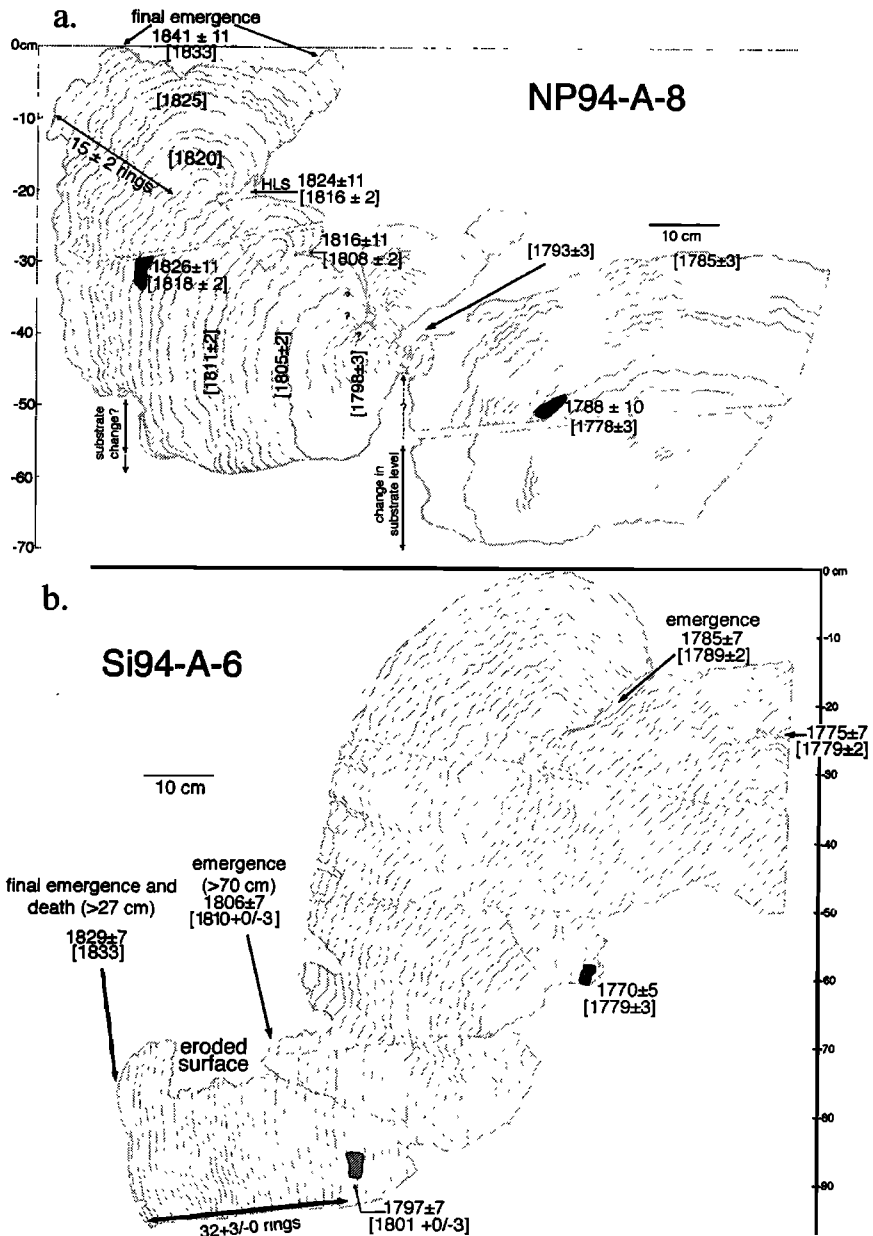 a.
final emergence
1841 ± 11
[1833]
0cm
-10
-20
-30
-40
-50
-60
-70
NP94-A-8
[1825]
15 ± 2 rings
[1820]
HLS
1824±11
[1816 ± 2]
1816±11
[1808 ± 2]
1826±11
[1818 ± 2]
[1793±3]
10 cm
[1785±3]
[1811±2]
[1805±2]
[1798±3]
?
?
?
?
1788 ± 10
[1778±3]
substrate
change?
change in
substrate level
b.
Si94-A-6
10 cm
0 cm
-10
-20
-30
-40
-50
-60
-70
-80
-90
emergence
1785±7
[1789±2]
1775±7
[1779±2]
final emergence and
death (>27 cm)
1829±7
[1833]
emergence
(>70 cm)
1806±7
[1810+0/-3]
1770±5
[1779±3]
eroded
surface
1797±7
[1801 +0/-3]
32+3/-0 rings